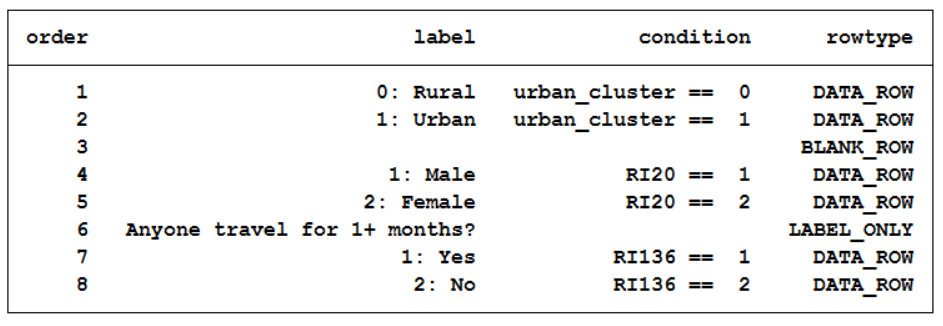 order label condition rowtype
1 0: Rural urban_cluster == 0 DATA_ROW
2 1: Urban urban_cluster == 1 DATA_ROW
3 BLANK_ROW
4 1: Male RI20 == 1 DATA_ROW
5 2: Female RI20 == 2 DATA_ROW
6 Anyone travel for 1+ months? LABEL_ONLY
7 1: Yes RI136 == 1 DATA_ROW
8 2: No RI136 == 2 DATA_ROW